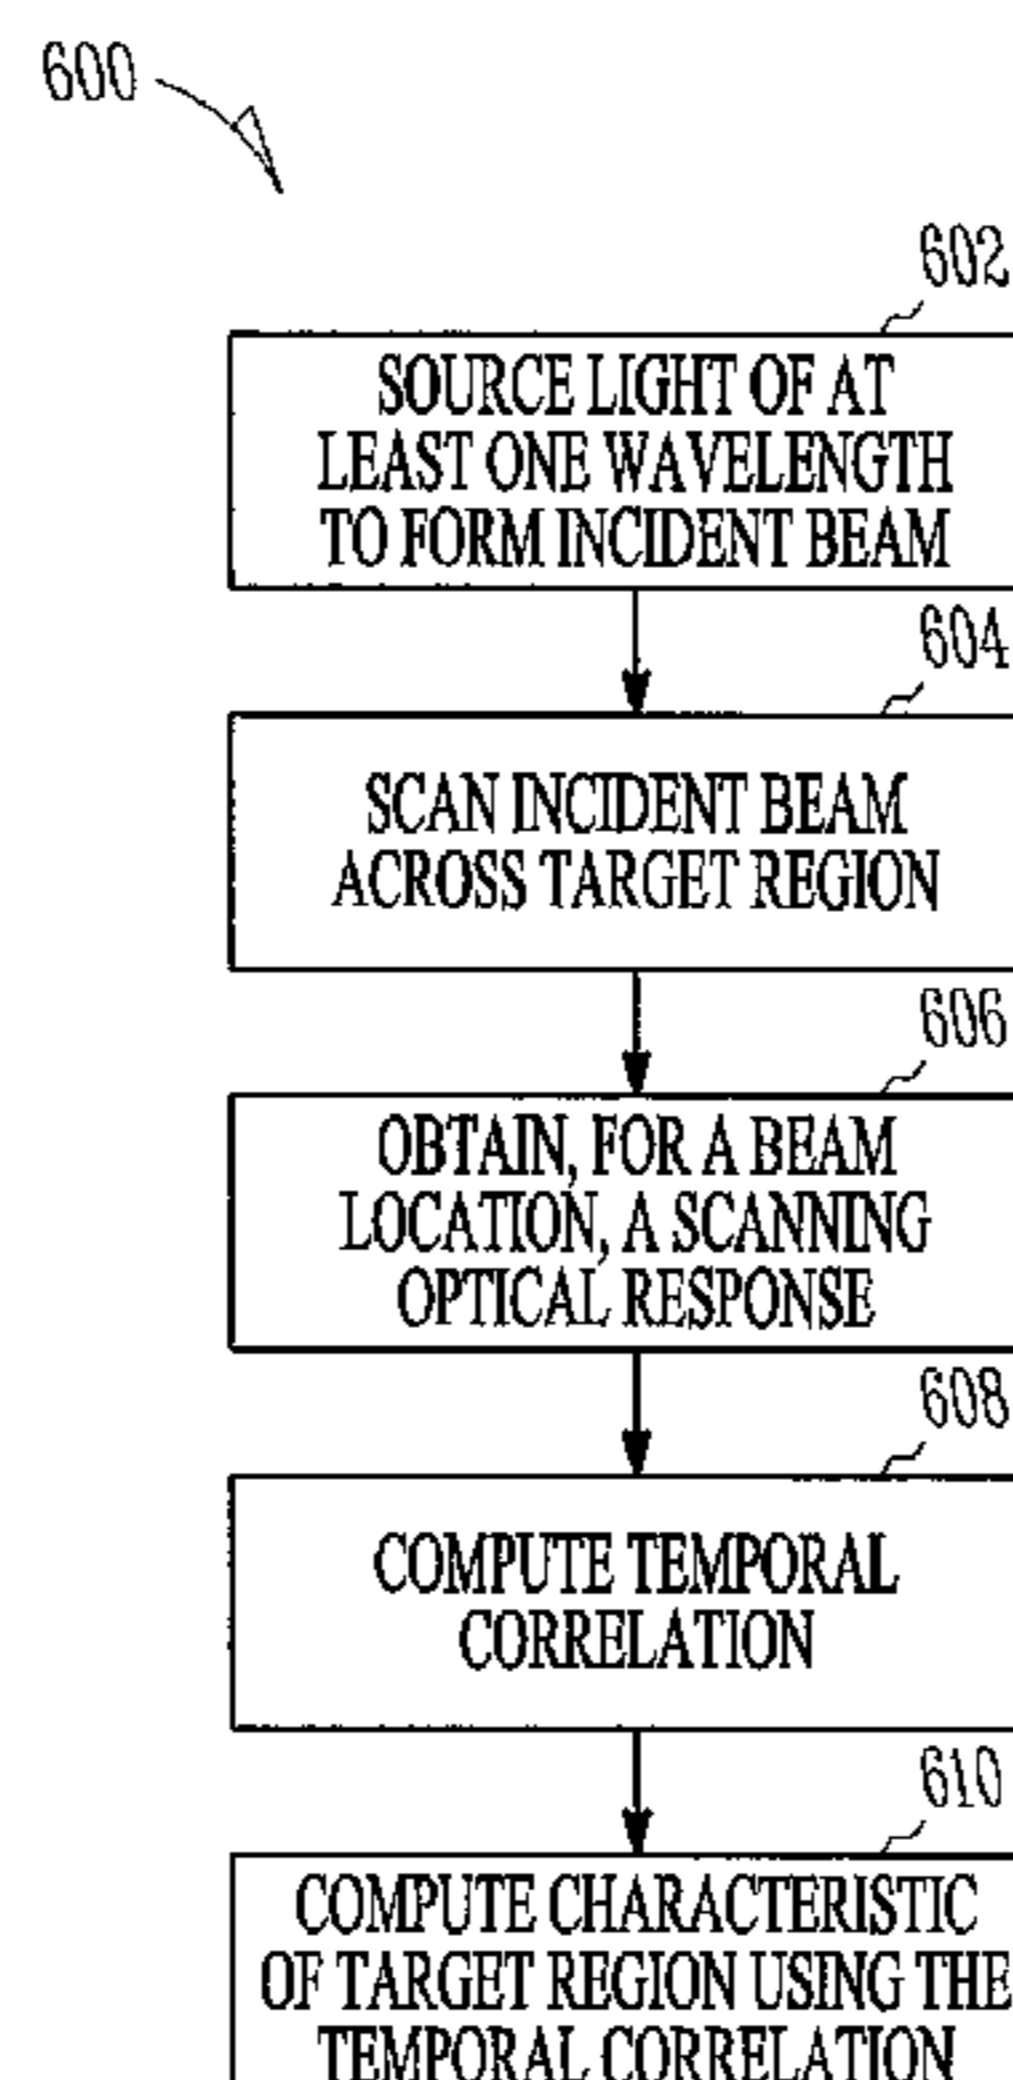 600
602
SOURCE LIGHT OF AT
LEAST ONE WAVELENGTH
TO FORM INCIDENT BEAM
604
SCAN INCIDENT BEAM
ACROSS TARGET REGION
606
OBTAIN, FOR A BEAM
LOCATION, A SCANNING
OPTICAL RESPONSE
608
COMPUTE TEMPORAL
CORRELATION
610
COMPUTE CHARACTERISTIC
OF TARGET REGION USING THE
TEMPORAL CORRELATION